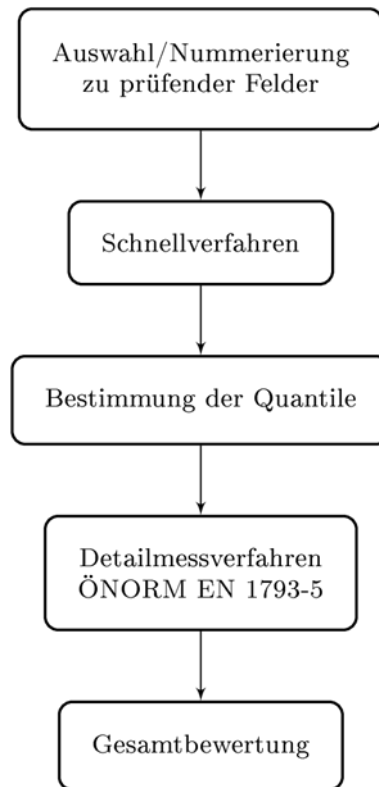 Auswahl/Nummerierung
zu prüfender Felder
Schnellverfahren
Bestimmung der Quantile
Detailmessverfahren
ÖNORM EN 1793-5
Gesamtbewertung